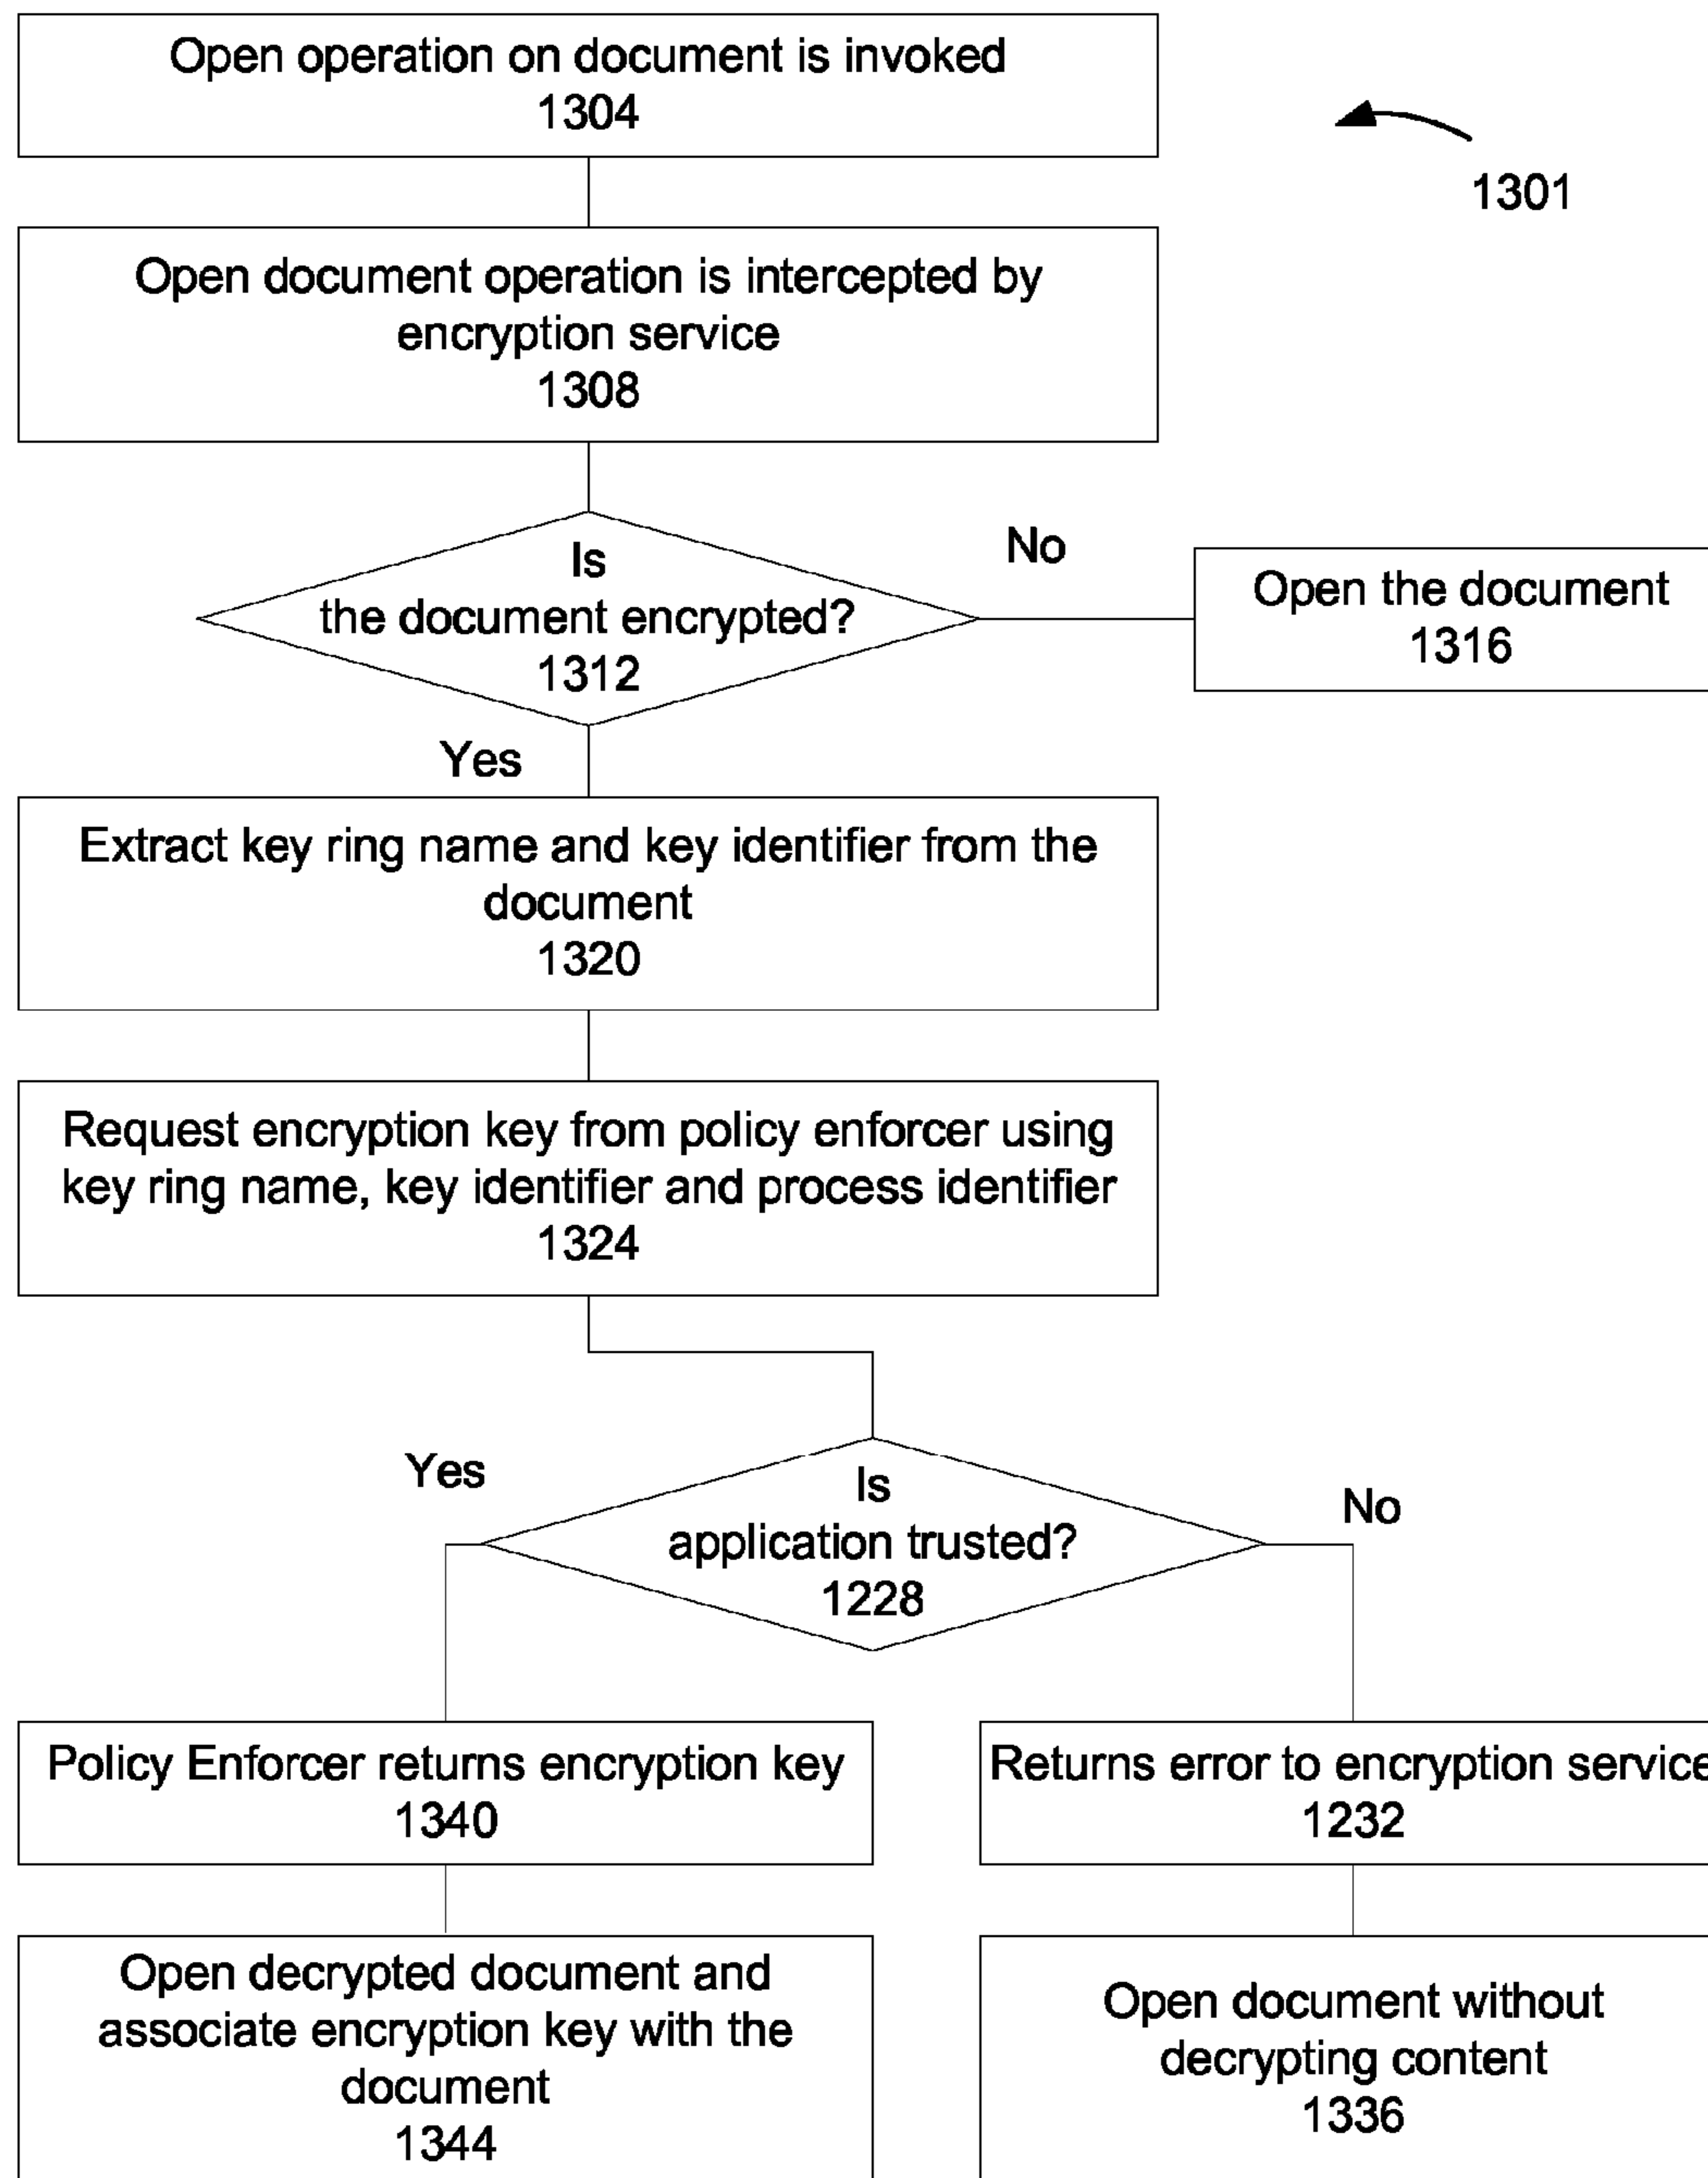 Open operation on document is invoked
1304
1301
Open document operation is intercepted by
encryption service
1308
Is
the document encrypted?
1312
No
Open the document
1316
Yes
Extract key ring name and key identifier from the
document
1320
Request encryption key from policy enforcer using
key ring name, key identifier and process identifier
1324
Yes
Is
application trusted?
1228
No
Policy Enforcer returns encryption key
1340
Returns error to encryption service
1232
Open decrypted document and
associate encryption key with the
document
1344
Open document without
decrypting content
1336